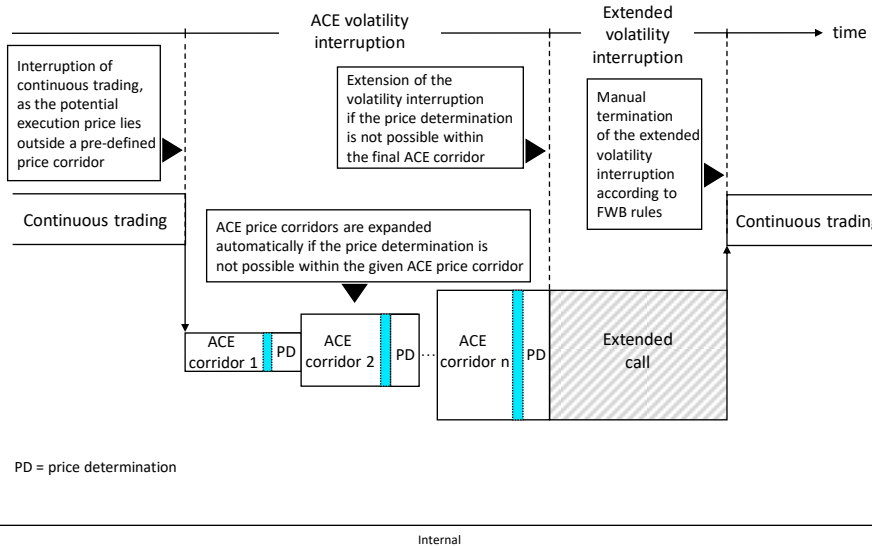 ACE volatility
interruption
Extended
volatility
interruption
time
Interruption of
continuous trading,
as the potential
execution price lies
outside a pre-defined
price corridor
Extension of the
volatility interruption
if the price determination
is not possible within
the final ACE corridor
Manual
termination
of the extended
volatility
interruption
according to
FWB rules
Continuous trading
ACE price corridors are expanded
automatically if the price determination is
not possible within the given ACE price corridor
Continuous trading
ACE
corridor 1
PD
ACE
corridor 2
PD
...
ACE
corridor n
PD
Extended
call
PD = price determination
Internal